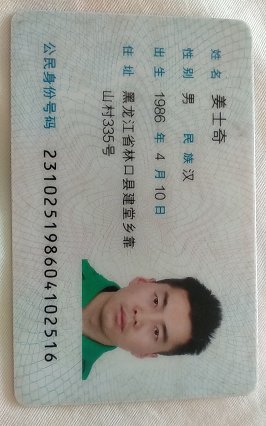 姓名 姜士奇
性别 男 民族 汉
出生 1986 年 4 月 10 日
住址 黑龙江省林口县建堂乡靠
山村335号
公民身份号码 231025198604102516